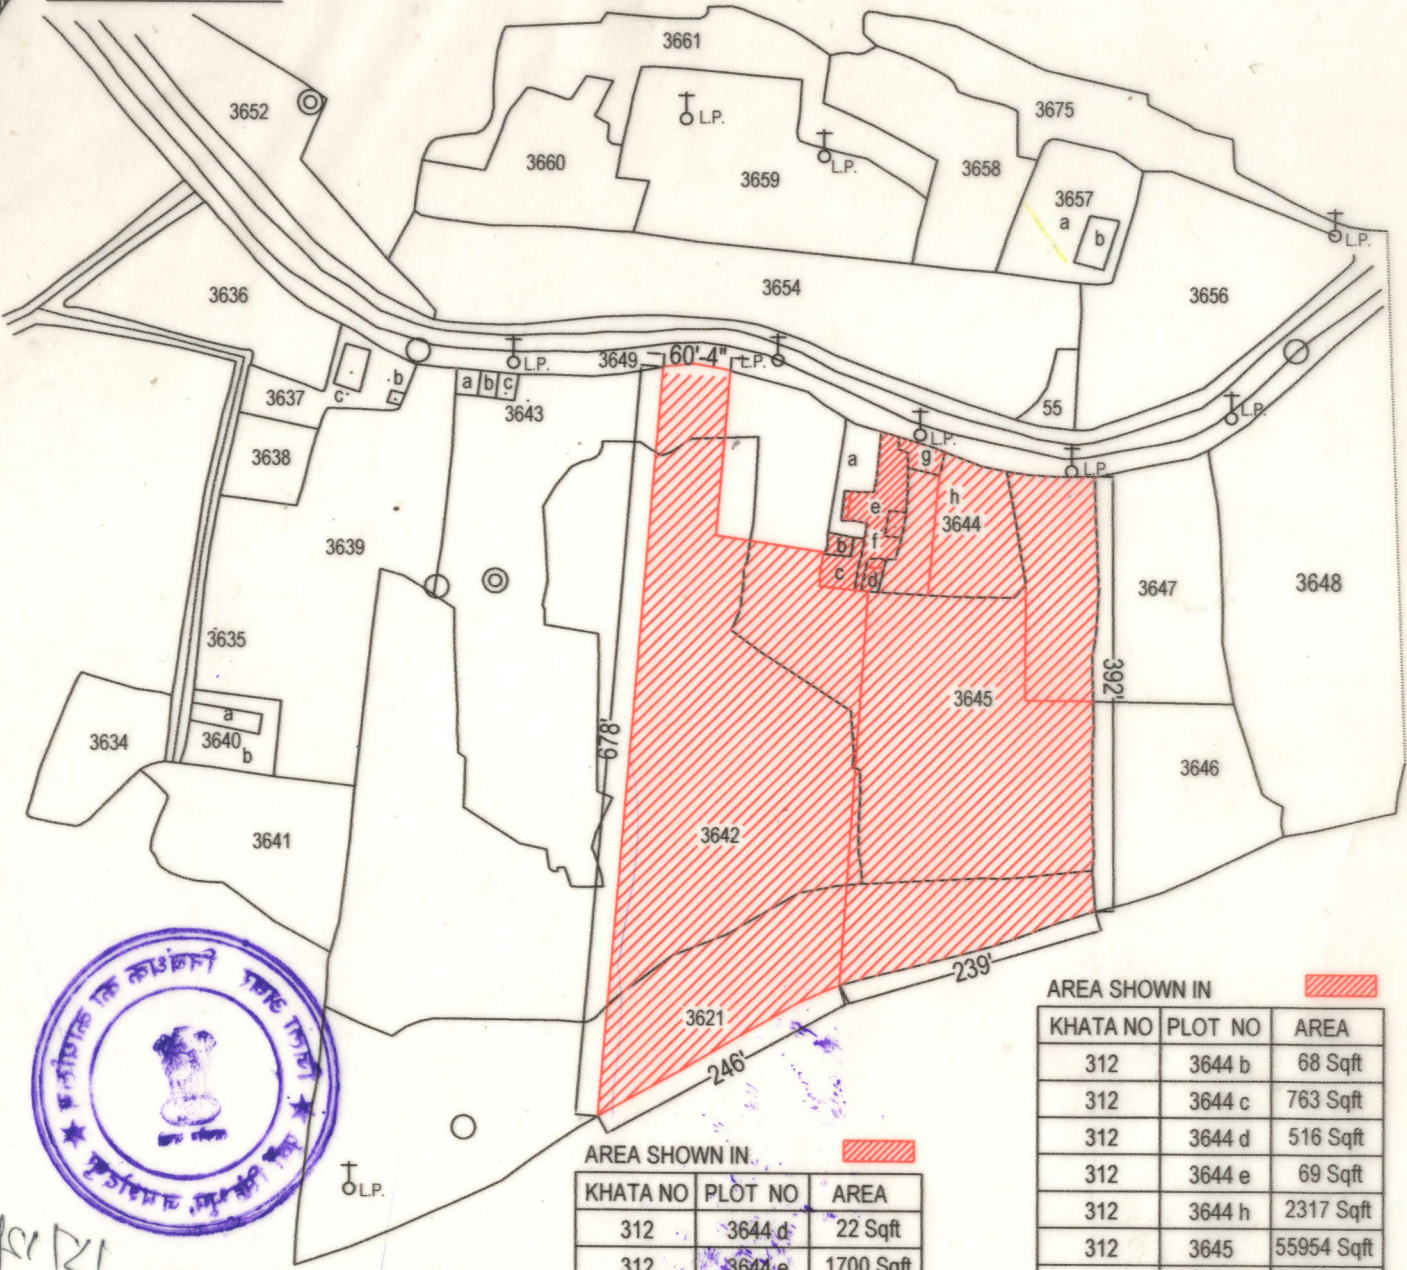 3661
3652
3675
L.P.
3660
L.P.
3659
3658
3657
a
b
L.P.
3636
3654
3656
3649
60'-4"
L.P.
L.P.
b
c
a b c
3637
3643
55
L.P.
L.P.
L.P.
3638
a
g
h
e
3644
f
b
c
d
3639
3647
3648
3635
678'
392'
3645
a
3634
3640
b
3646
3641
3642
239'
3621
246'
L.P.
AREA SHOWN IN
KHATA NO PLOT NO AREA
312 3644 b 68 Sqft
312 3644 c 763 Sqft
312 3644 d 516 Sqft
312 3644 e 69 Sqft
312 3644 h 2317 Sqft
312 3645 55954 Sqft
AREA SHOWN IN
KHATA NO PLOT NO AREA
312 3644 d 22 Sqft
312 3644 e 1700 Sqft